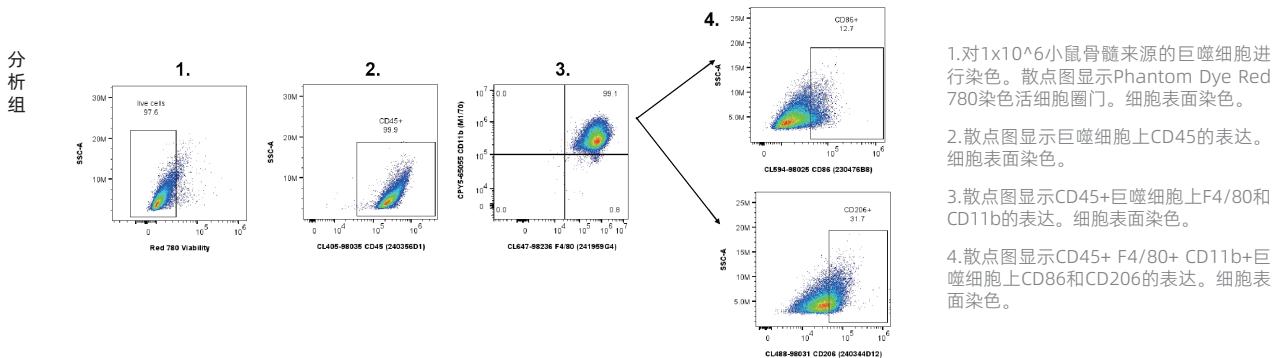 分
析
组
1.
live cells
97.6
30M
20M
10M
SSC-A
0
10^5
10^6
Red 780 Viability
2.
CD45+
99.9
30M
20M
10M
SSC-A
0
10^4
10^5
10^6
CL405-98035 CD45 (240356D1)
3.
0.0
99.1
0.0
0.8
10^7
10^6
10^5
10^4
0
CPY5-65055 CD11b (M1/70)
0
10^4
10^5
10^6
10^7
CL647-98236 F4/80 (241959G4)
4.
CD86+
12.7
25M
20M
15M
10M
5.0M
SSC-A
0
10^5
10^6
CL594-98025 CD86 (230476B8)
CD206+
31.7
25M
20M
15M
10M
5.0M
SSC-A
0
10^4
10^5
10^6
CL488-98031 CD206 (240344D12)
1.对1x10^6小鼠骨髓来源的巨噬细胞进
行染色。散点图显示Phantom Dye Red
780染色活细胞圈门。细胞表面染色。
2.散点图显示巨噬细胞上CD45的表达。
细胞表面染色。
3.散点图显示CD45+巨噬细胞上F4/80和
CD11b的表达。细胞表面染色。
4.散点图显示CD45+ F4/80+ CD11b+巨
噬细胞上CD86和CD206的表达。细胞表
面染色。